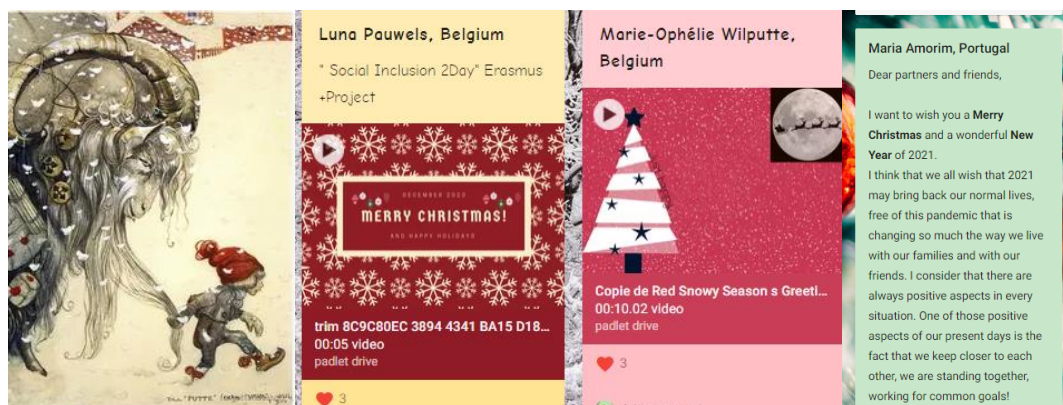 Luna Pauwels, Belgium
" Social Inclusion 2Day" Erasmus
+Project
DECEMBER 2020
MERRY CHRISTMAS!
AND HAPPY HOLIDAYS
trim 8C9C80EC 3894 4341 BA15 D18...
00:05 video
padlet drive
3
Marie-Ophélie Wilputte,
Belgium
Copie de Red Snowy Season s Greeti...
00:10.02 video
padlet drive
3
Maria Amorim, Portugal
Dear partners and friends,
I want to wish you a Merry
Christmas and a wonderful New
Year of 2021.
I think that we all wish that 2021
may bring back our normal lives,
free of this pandemic that is
changing so much the way we live
with our families and with our
friends. I consider that there are
always positive aspects in every
situation. One of those positive
aspects of our present days is the
fact that we keep closer to each
other, we are standing together,
working for common goals!